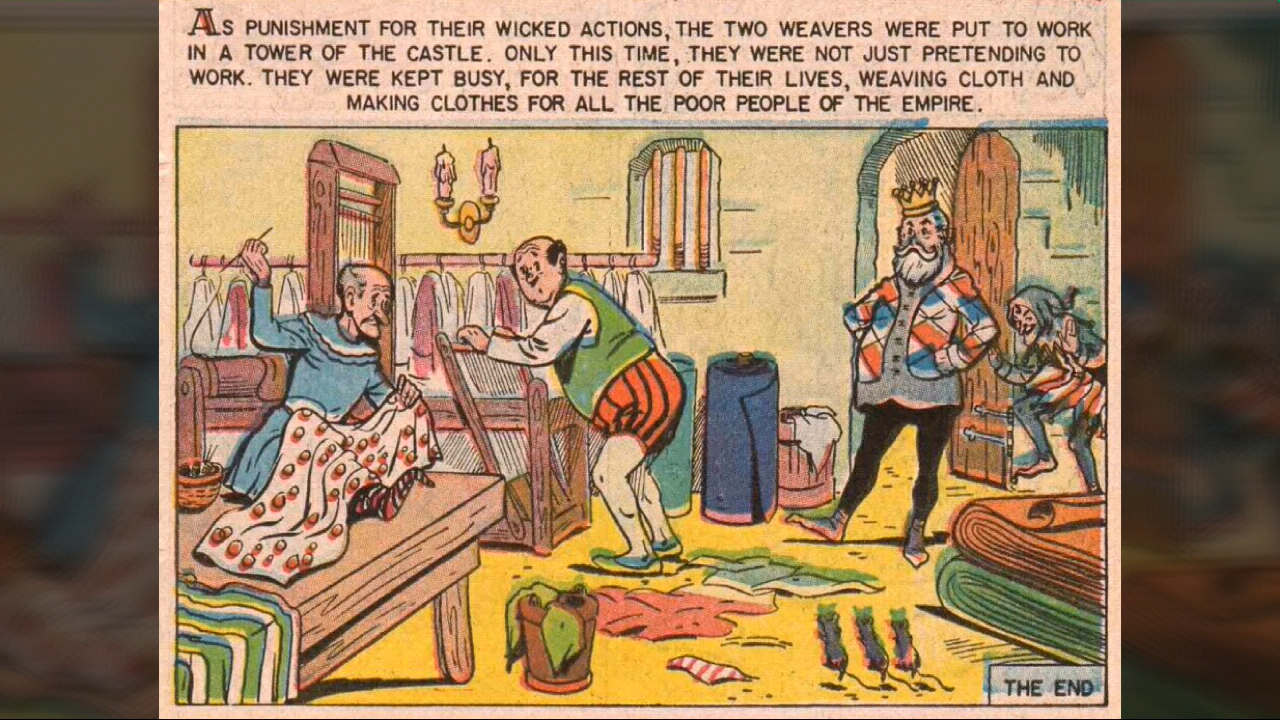 AS PUNISHMENT FOR THEIR WICKED ACTIONS, THE TWO WEAVERS WERE PUT TO WORK
IN A TOWER OF THE CASTLE. ONLY THIS TIME, THEY WERE NOT JUST PRETENDING TO
WORK. THEY WERE KEPT BUSY, FOR THE REST OF THEIR LIVES, WEAVING CLOTH AND
MAKING CLOTHES FOR ALL THE POOR PEOPLE OF THE EMPIRE.
THE END